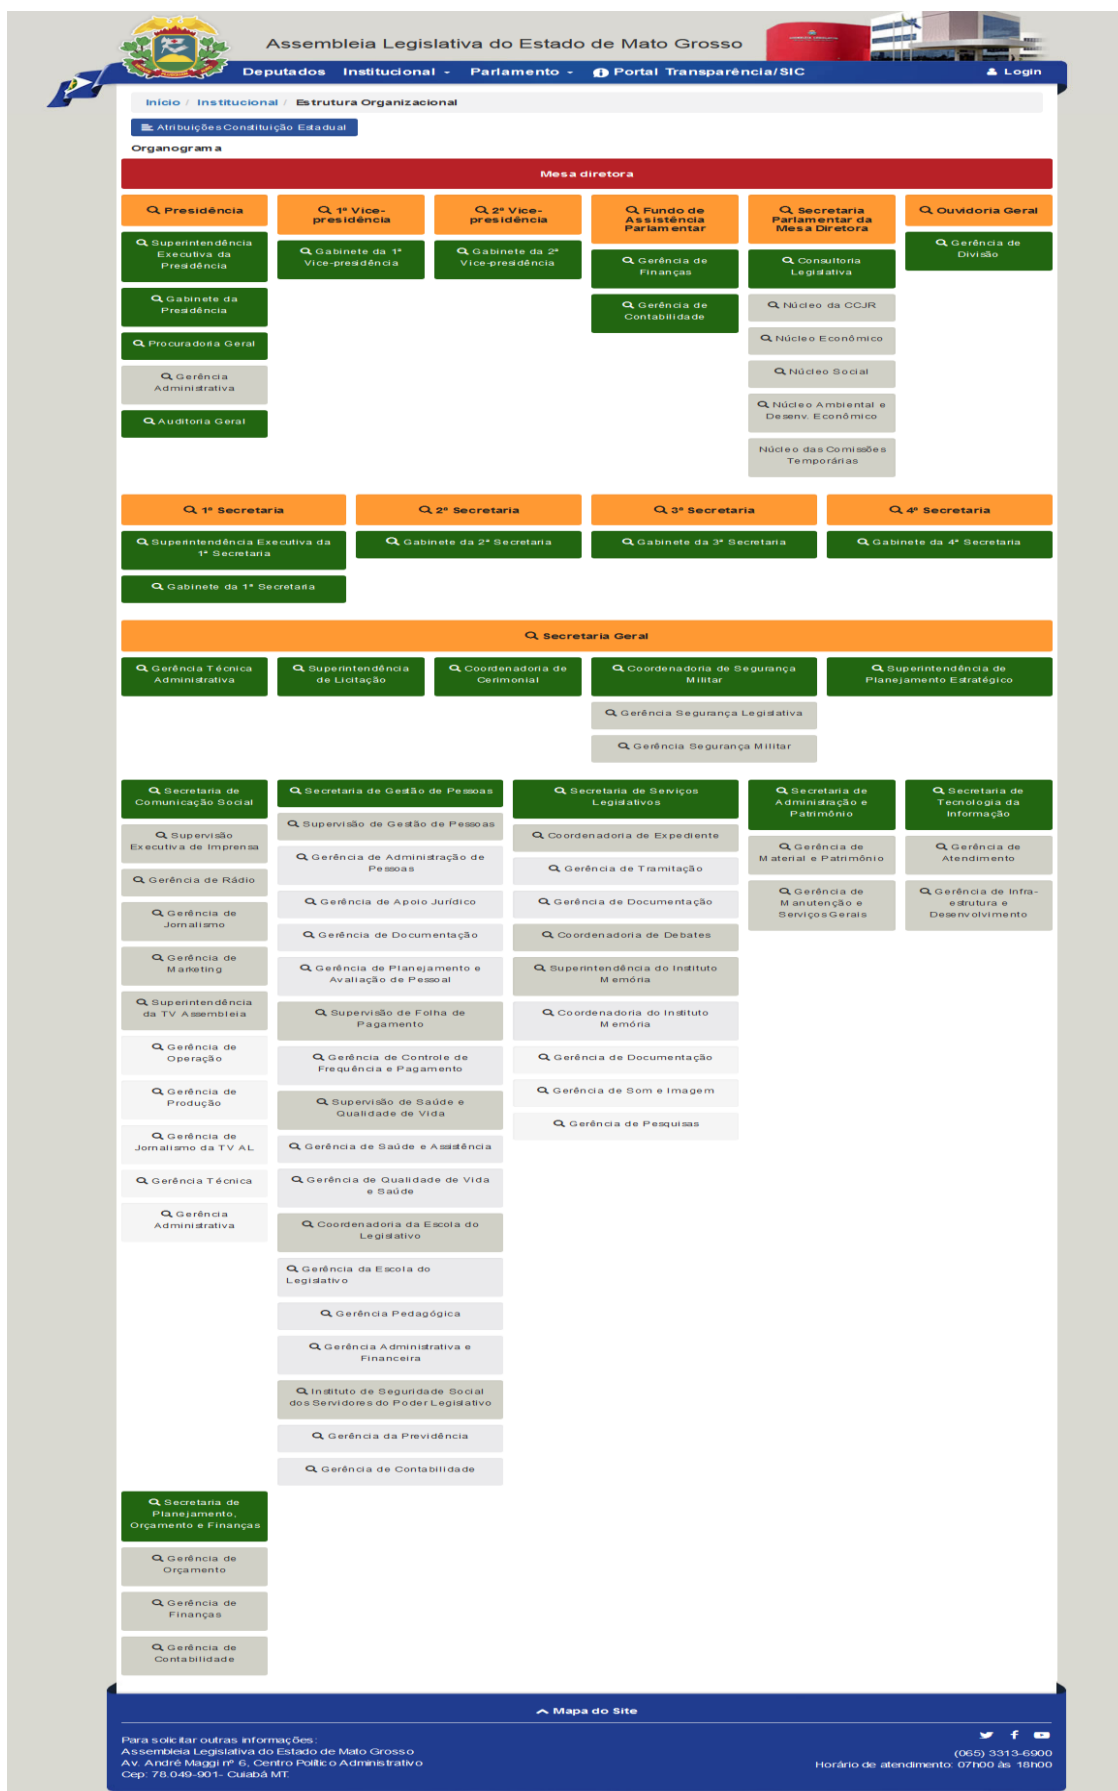 Assembleia Legislativa do Estado de Mato Grosso
Deputados Institucional Parlamento Portal Transparência/SIC Login
Início / Institucional / Estrutura Organizacional
Atribuições Constituição Estadual
Organograma
Mesa diretora
Presidência
Superintendência
Executiva da
Presidência
Gabinete da
Presidência
Procuradoria Geral
Gerência
Administrativa
Auditoria Geral
1ª Vice-
presidência
Gabinete da 1ª
Vice-presidência
2ª Vice-
presidência
Gabinete da 2ª
Vice-presidência
Fundo de
Assistência
Parlamentar
Gerência de
Finanças
Gerência de
Contabilidade
Secretaria
Parlamentar da
Mesa Diretora
Consultoria
Legislativa
Núcleo da CCJR
Núcleo Econômico
Núcleo Social
Núcleo Ambiental e
Desenv. Econômico
Núcleo das Comissões
Temporárias
Ouvidoria Geral
Gerência de
Divisão
1ª Secretaria
Superintendência Executiva da
1ª Secretaria
Gabinete da 1ª Secretaria
2ª Secretaria
Gabinete da 2ª Secretaria
3ª Secretaria
Gabinete da 3ª Secretaria
4ª Secretaria
Gabinete da 4ª Secretaria
Secretaria Geral
Gerência Técnica
Administrativa
Superintendência
de Licitação
Coordenadoria de
Cerimonial
Coordenadoria de Segurança
Militar
Gerência Segurança Legislativa
Gerência Segurança Militar
Superintendência de
Planejamento Estratégico
Secretaria de
Comunicação Social
Supervisão
Executiva de Imprensa
Gerência de Rádio
Gerência de
Jornalismo
Gerência de
Marketing
Superintendência
da TV Assembleia
Gerência de
Operação
Gerência de
Produção
Gerência de
Jornalismo da TV AL
Gerência Técnica
Gerência
Administrativa
Secretaria de Gestão de Pessoas
Supervisão de Gestão de Pessoas
Gerência de Administração de
Pessoas
Gerência de Apoio Jurídico
Gerência de Documentação
Gerência de Planejamento e
Avaliação de Pessoal
Supervisão de Folha de
Pagamento
Gerência de Controle de
Frequência e Pagamento
Supervisão de Saúde e
Qualidade de Vida
Gerência de Saúde e Assistência
Gerência de Qualidade de Vida
e Saúde
Coordenadoria da Escola do
Legislativo
Gerência da Escola do
Legislativo
Gerência Pedagógica
Gerência Administrativa e
Financeira
Instituto de Seguridade Social
dos Servidores do Poder Legislativo
Gerência da Previdência
Gerência de Contabilidade
Secretaria de Serviços
Legislativos
Coordenadoria de Expediente
Gerência de Tramitação
Gerência de Documentação
Coordenadoria de Debates
Superintendência do Instituto
Memória
Coordenadoria do Instituto
Memória
Gerência de Documentação
Gerência de Som e Imagem
Gerência de Pesquisas
Secretaria de
Administração e
Patrimônio
Gerência de
Material e Patrimônio
Gerência de
Manutenção e
Serviços Gerais
Secretaria de
Tecnologia da
Informação
Gerência de
Atendimento
Gerência de Infra-
estrutura e
Desenvolvimento
Secretaria de
Planejamento,
Orçamento e Finanças
Gerência de
Orçamento
Gerência de
Finanças
Gerência de
Contabilidade
Mapa do Site
Para solicitar outras informações:
Assembleia Legislativa do Estado de Mato Grosso
Av. André Maggi nº 6, Centro Político Administrativo
Cep: 78.049-901- Cuiabá MT.
(065) 3313-6900
Horário de atendimento: 07h00 às 18h00